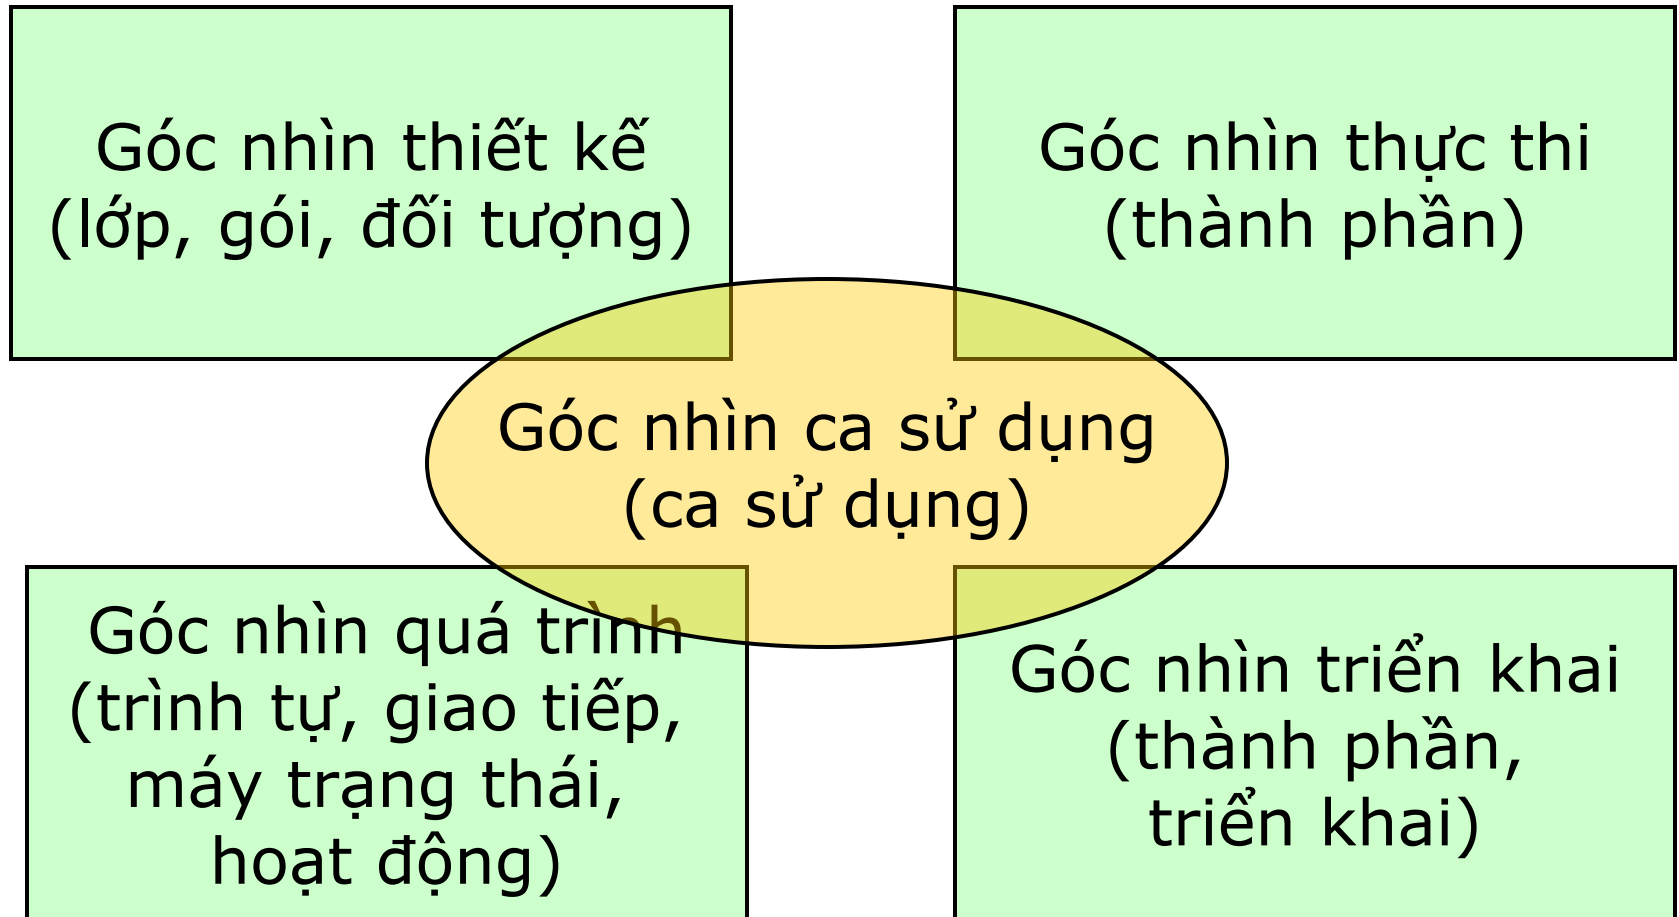 Góc nhìn thiết kế
(lớp, gói, đối tượng)
Góc nhìn thực thi
(thành phần)
Góc nhìn ca sử dụng
(ca sử dụng)
Góc nhìn quá trình
(trình tự, giao tiếp,
máy trạng thái,
hoạt động)
Góc nhìn triển khai
(thành phần,
triển khai)